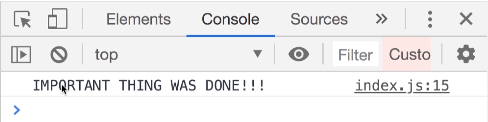 Elements Console Sources »
top ▼ Filter Custo
IMPORTANT THING WAS DONE!!! index.js:15
>